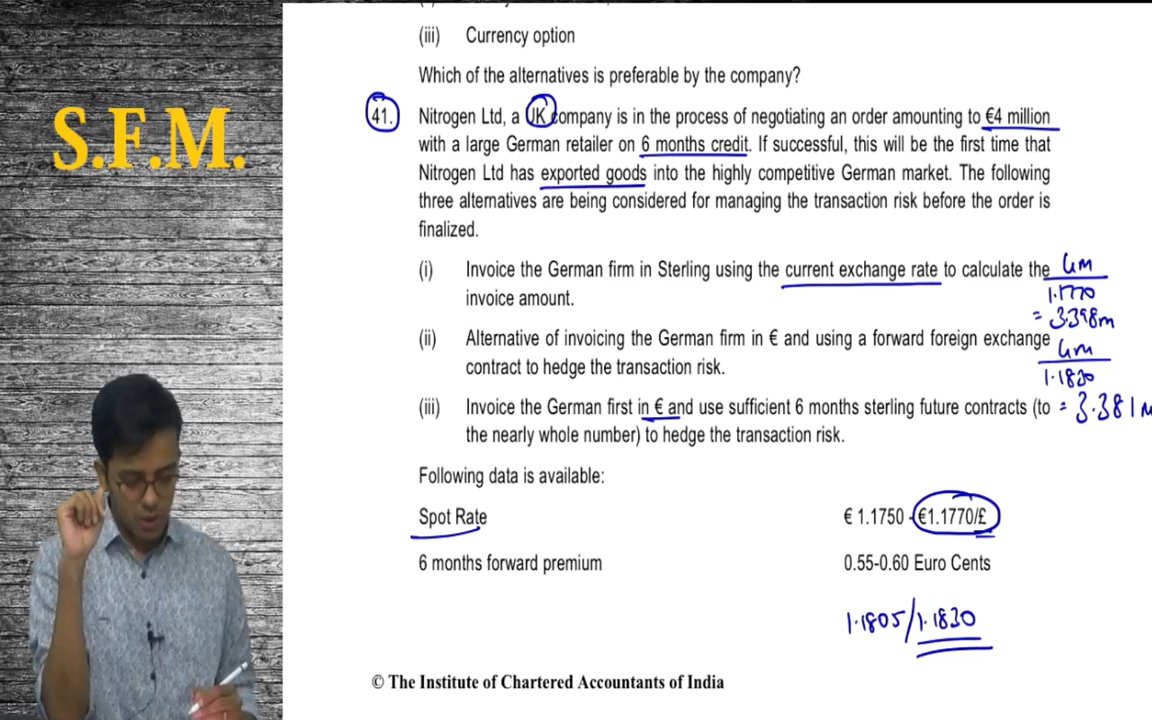 S.F.M.
(iii) Currency option
Which of the alternatives is preferable by the company?
41. Nitrogen Ltd, a UK company is in the process of negotiating an order amounting to €4 million
with a large German retailer on 6 months credit. If successful, this will be the first time that
Nitrogen Ltd has exported goods into the highly competitive German market. The following
three alternatives are being considered for managing the transaction risk before the order is
finalized.
(i) Invoice the German firm in Sterling using the current exchange rate to calculate the
invoice amount.
4m
1.1770
= 3.398m
(ii) Alternative of invoicing the German firm in € and using a forward foreign exchange
contract to hedge the transaction risk.
4m
1.1830
= 3.381m
(iii) Invoice the German first in € and use sufficient 6 months sterling future contracts (to
the nearly whole number) to hedge the transaction risk.
Following data is available:
Spot Rate € 1.1750 - €1.1770/£
6 months forward premium 0.55-0.60 Euro Cents
1.1805/1.1830
© The Institute of Chartered Accountants of India